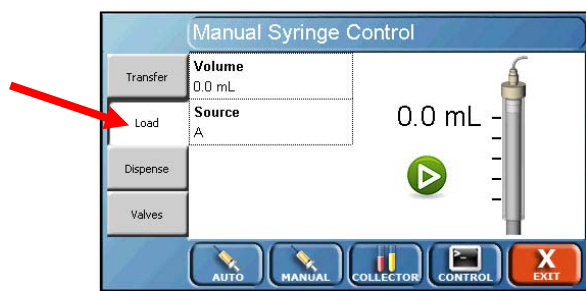 Manual Syringe Control
Transfer
Volume
0.0 mL
Load
Source
A
0.0 mL
Dispense
Valves
AUTO
MANUAL
COLLECTOR
CONTROL
X
EXIT